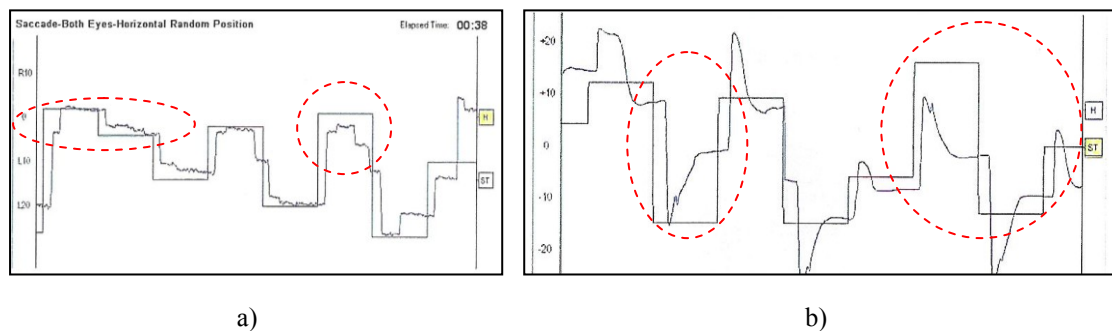 Saccade-Both Eyes-Horizontal Random Position
Elapsed Time: 00:38
R10
0
L10
L20
H
ST
+20
+10
0
-10
-20
H
ST
a)
b)